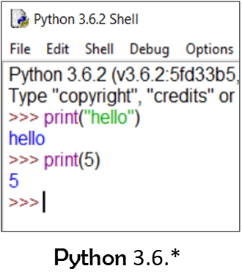 Python 3.6.2 Shell
File Edit Shell Debug Options
Python 3.6.2 (v3.6.2:5fd33b5,
Type "copyright", "credits" or
>>> print("hello")
hello
>>> print(5)
5
>>>
Python 3.6.*